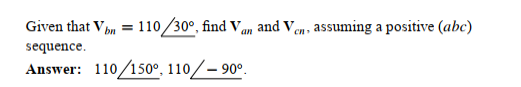 Given that V_bn = 110∠30°, find V_an and V_cn, assuming a positive (abc)
sequence.
Answer: 110∠150°, 110∠−90°.